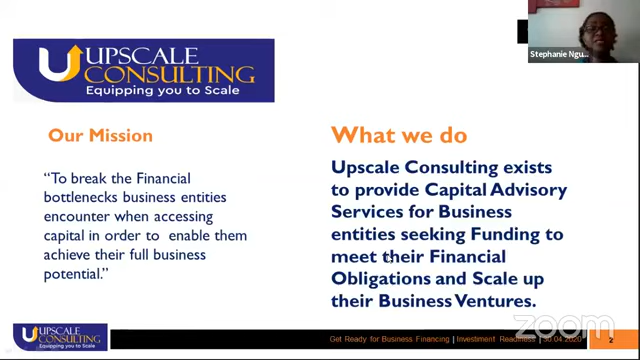 Stephanie Ngu...
UPSCALE
CONSULTING
Equipping you to Scale
Our Mission
“To break the Financial
bottlenecks business entities
encounter when accessing
capital in order to enable them
achieve their full business
potential.”
What we do
Upscale Consulting exists
to provide Capital Advisory
Services for Business
entities seeking Funding to
meet their Financial
Obligations and Scale up
their Business Ventures.
zoom
UPSCALE
CONSULTING
Equipping you to Scale
Get Ready for Business Financing | Investment Readiness | 30.04.2020
2